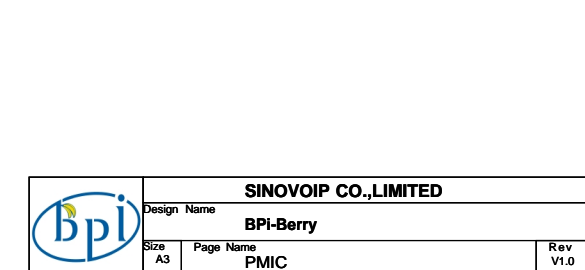 Bpi
SINOVOIP CO.,LIMITED
Design Name
BPi-Berry
Size
A3
Page Name
PMIC
Rev
V1.0